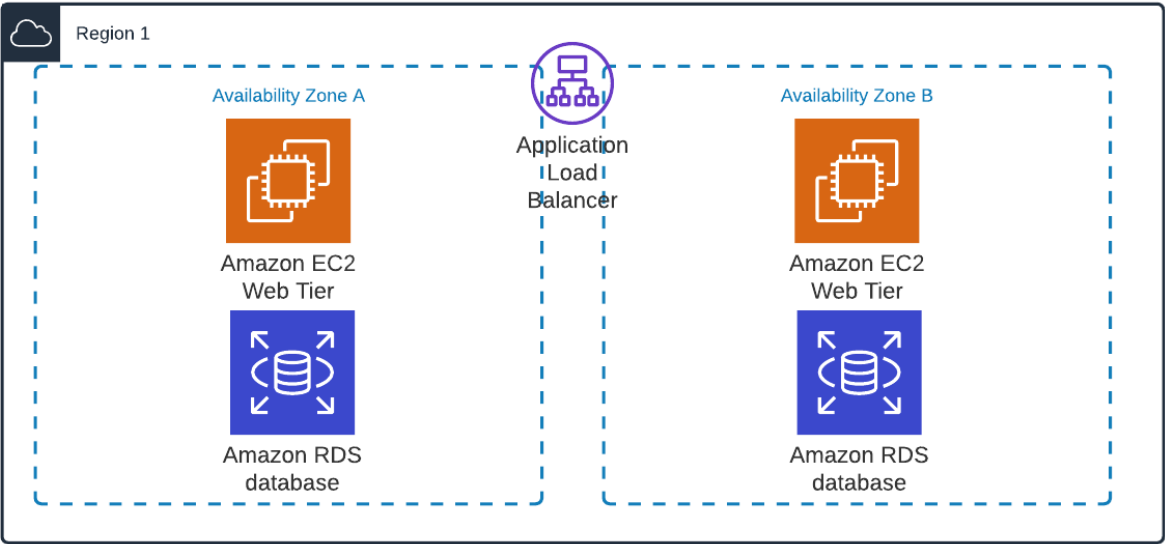 Region 1
Availability Zone A
Amazon EC2
Web Tier
Amazon RDS
database
Application
Load
Balancer
Availability Zone B
Amazon EC2
Web Tier
Amazon RDS
database